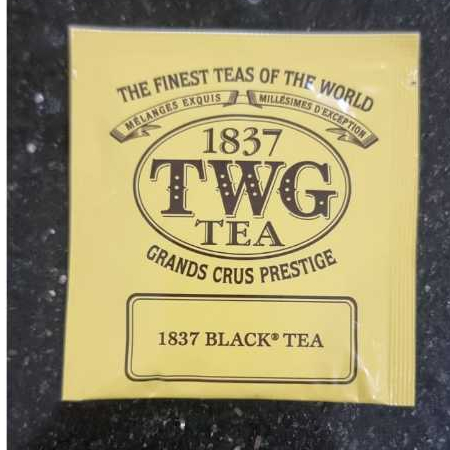 THE FINEST TEAS OF THE WORLD
MÉLANGES EXQUIS MILLÉSIMES D'EXCEPTION
1837
TWG
TEA
GRANDS CRUS PRESTIGE
1837 BLACK® TEA